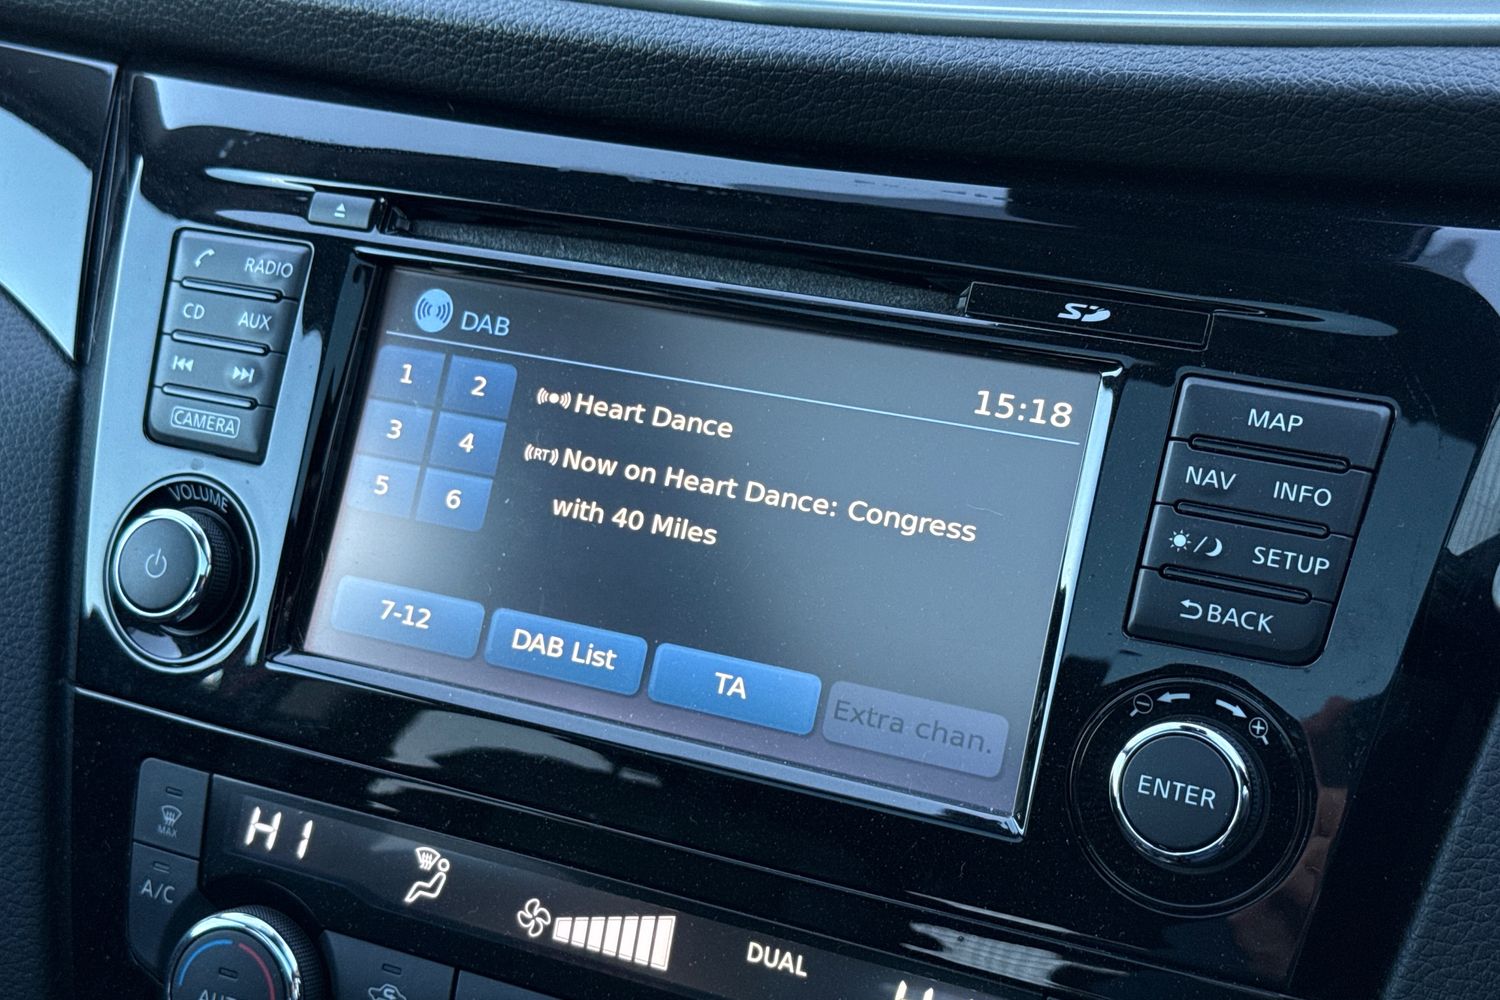 RADIO
CD AUX
CAMERA
VOLUME
SD
DAB
15:18
1 2
3 4
5 6
Heart Dance
RT Now on Heart Dance: Congress
with 40 Miles
7-12
DAB List
TA
Extra chan.
MAP
NAV INFO
SETUP
BACK
ENTER
MAX
A/C
HI
DUAL